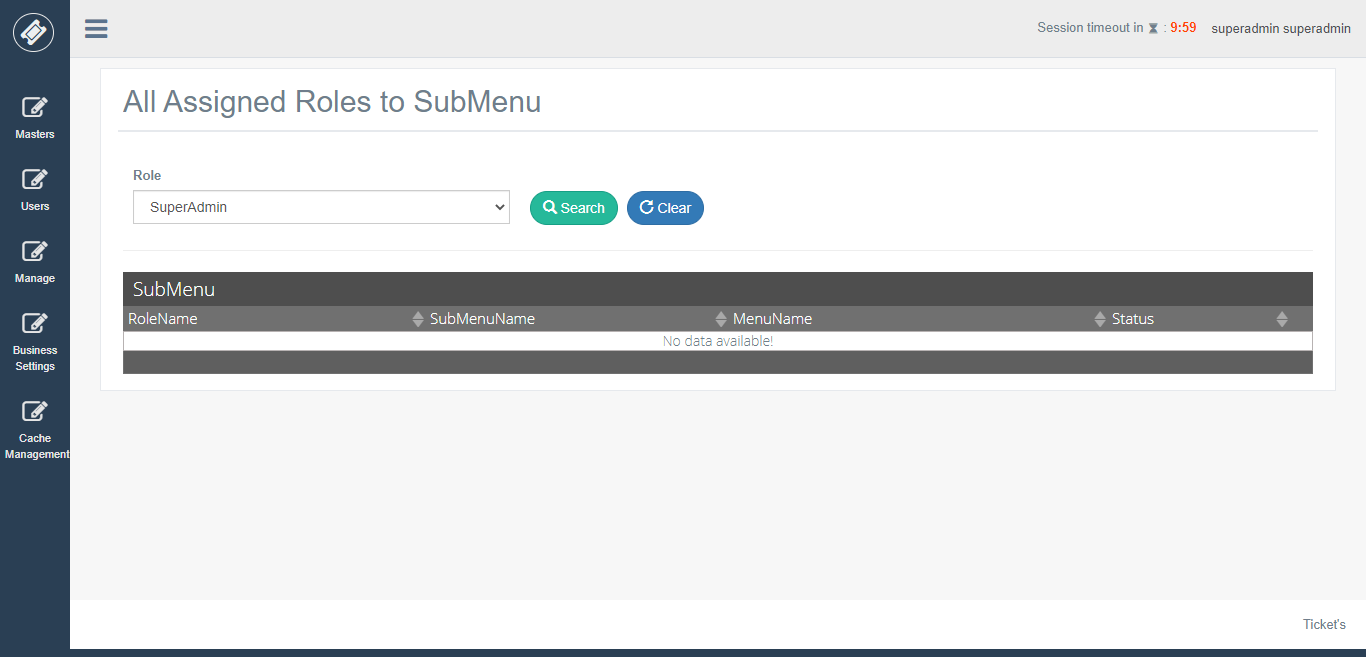 Session timeout in : 9:59 superadmin superadmin
Masters
Users
Manage
Business
Settings
Cache
Management
All Assigned Roles to SubMenu
Role
SuperAdmin
Search
Clear
SubMenu
RoleName SubMenuName MenuName Status
No data available!
Ticket's